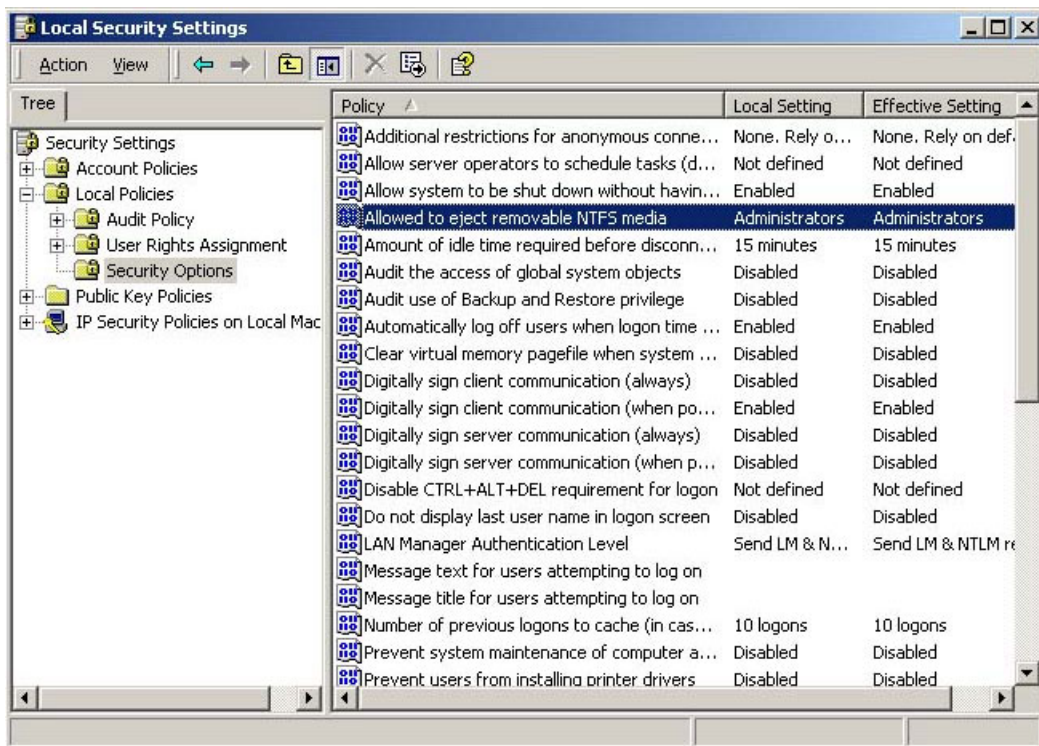 Local Security Settings
Action View
Tree
Security Settings
Account Policies
Local Policies
Audit Policy
User Rights Assignment
Security Options
Public Key Policies
IP Security Policies on Local Mac
Policy Local Setting Effective Setting
Additional restrictions for anonymous conne... None. Rely o... None. Rely on def
Allow server operators to schedule tasks (d... Not defined Not defined
Allow system to be shut down without havin... Enabled Enabled
Allowed to eject removable NTFS media Administrators Administrators
Amount of idle time required before disconn... 15 minutes 15 minutes
Audit the access of global system objects Disabled Disabled
Audit use of Backup and Restore privilege Disabled Disabled
Automatically log off users when logon time ... Enabled Enabled
Clear virtual memory pagefile when system ... Disabled Disabled
Digitally sign client communication (always) Disabled Disabled
Digitally sign client communication (when po... Enabled Enabled
Digitally sign server communication (always) Disabled Disabled
Digitally sign server communication (when p... Disabled Disabled
Disable CTRL+ALT+DEL requirement for logon Not defined Not defined
Do not display last user name in logon screen Disabled Disabled
LAN Manager Authentication Level Send LM & N... Send LM & NTLM re
Message text for users attempting to log on
Message title for users attempting to log on
Number of previous logons to cache (in cas... 10 logons 10 logons
Prevent system maintenance of computer a... Disabled Disabled
Prevent users from installing printer drivers Disabled Disabled